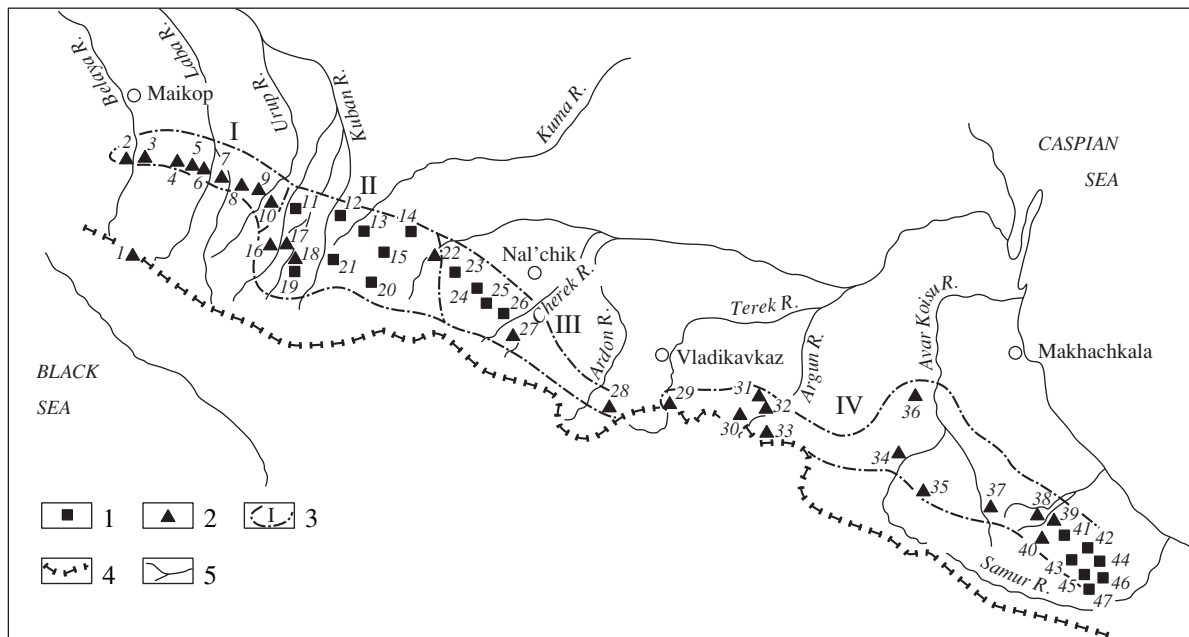 Belaya R.
Laba R.
Urup R.
Kuban R.
Kuma R.
Maikop
CASPIAN
SEA
I
2
3
5
7
4
6
8
9
10
II
11
12
13
14
16
17
18
15
21
19
20
22
23
24
25
26
Nal'chik
Cherek R.
III
27
Ardon R.
Terek R.
Avar Koisu R.
1
BLACK
SEA
Vladikavkaz
Argun R.
Makhachkala
28
29
31
32
30
33
IV
36
34
35
37
38
39
41
40
42
43
44
45
46
47
Samur R.
1
2
I
3
4
5